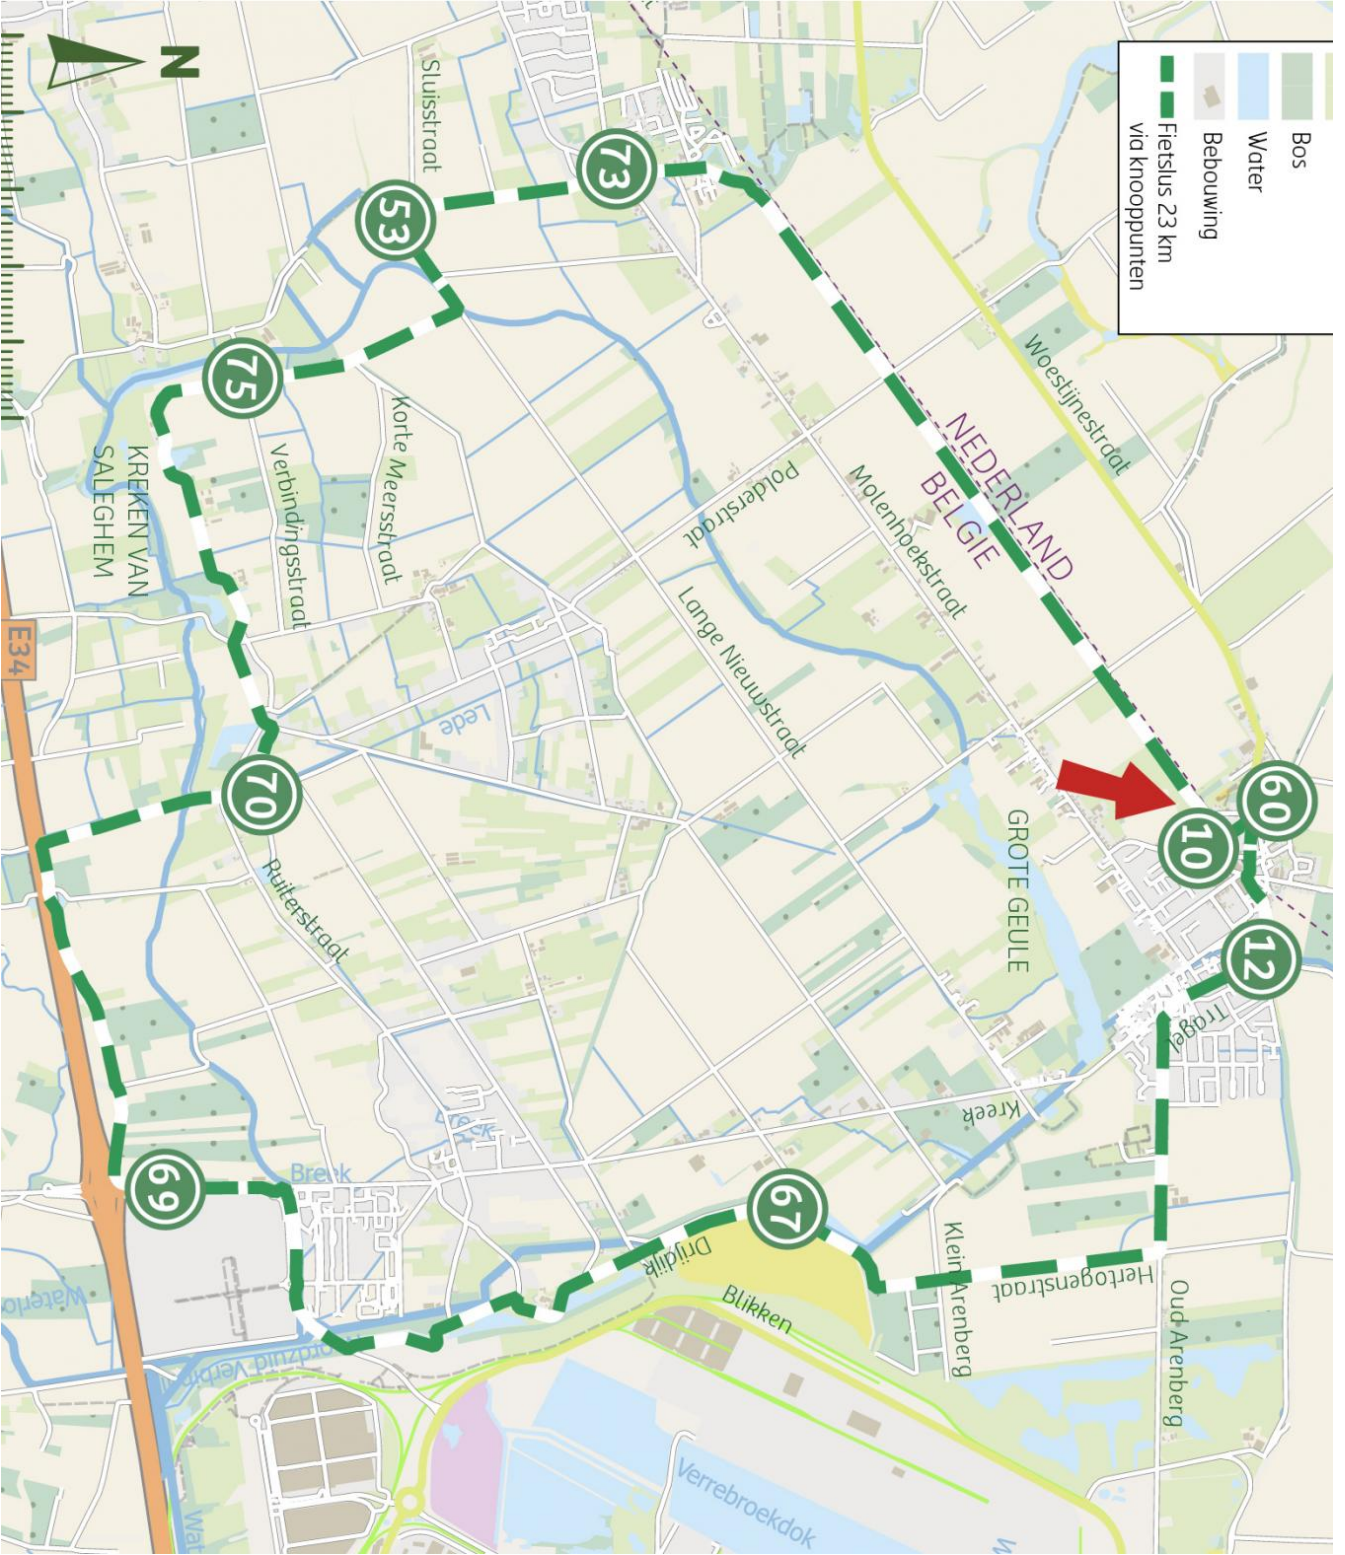 N
Bos
Water
Bebouwing
Fietslus 23 km
via knooppunten
Sluisstraat
73
53
75
Korte Meersstraat
Verbindingsstraat
KREKEN VAN
SALEGHEM
E34
Woestijnestraat
NEDERLAND
BELGIE
Polderstraat
Molenhoekstraat
Lange Nieuwstraat
Lede
70
Ruiterstraat
GROTE GEULE
60
10
12
Tragel
Kreek
Breek
Breek
69
67
Drijdijk
Blikken
Klein Arenberg
Hertogenstraat
Oud Arenberg
Verrebroekdok